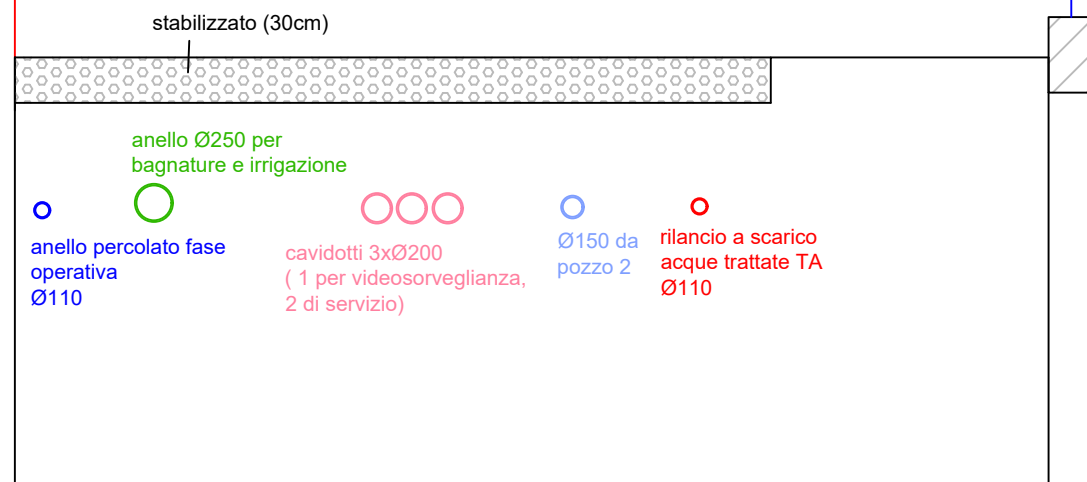 stabilizzato (30cm)
anello Ø250 per
bagnature e irrigazione
anello percolato fase
operativa
Ø110
cavidotti 3xØ200
( 1 per videosorveglianza,
2 di servizio)
Ø150 da
pozzo 2
rilancio a scarico
acque trattate TA
Ø110